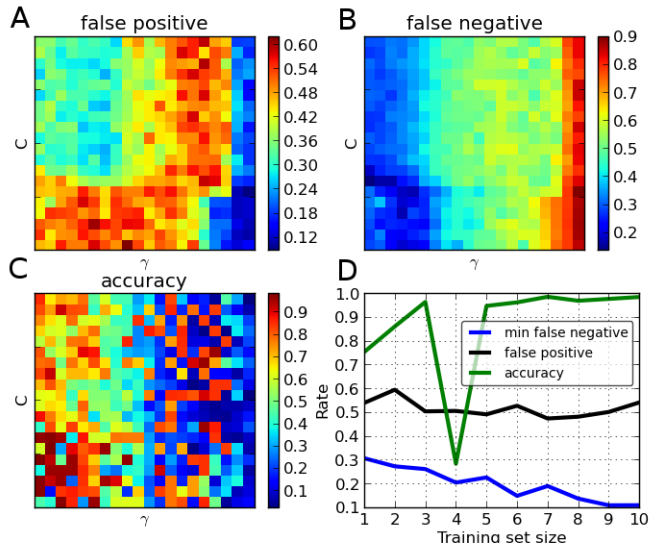 A
false positive
0.60
0.54
0.48
0.42
0.36
0.30
0.24
0.18
0.12
C
γ
B
false negative
0.9
0.8
0.7
0.6
0.5
0.4
0.3
0.2
C
γ
C
accuracy
0.9
0.8
0.7
0.6
0.5
0.4
0.3
0.2
0.1
C
γ
D
1.0
0.9
0.8
0.7
0.6
0.5
0.4
0.3
0.2
0.1
Rate
min false negative
false positive
accuracy
1 2 3 4 5 6 7 8 9 10
Training set size